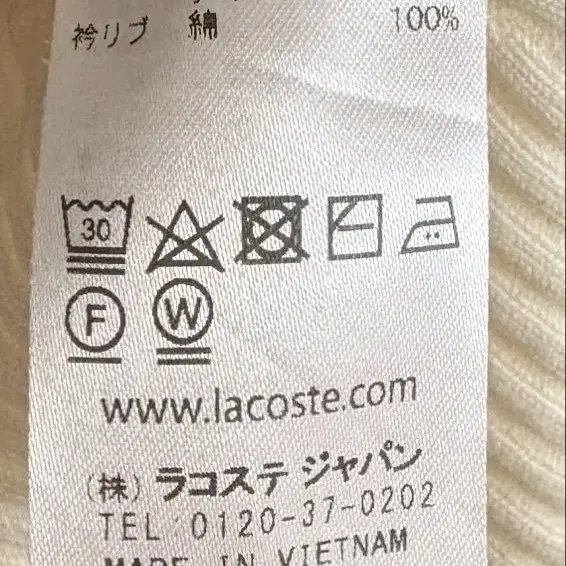 衿リブ 綿 100%
30
F W
www.lacoste.com
(株) ラコステ ジャパン
TEL:0120-37-0202
MADE IN VIETNAM